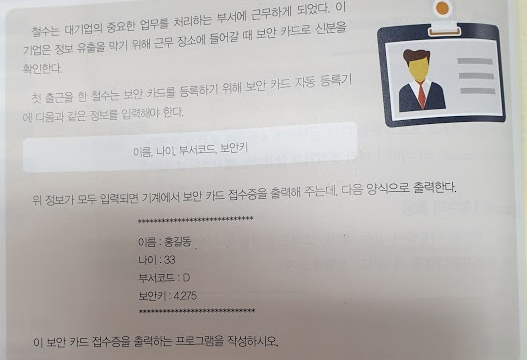 철수는 대기업의 중요한 업무를 처리하는 부서에 근무하게 되었다. 이
기업은 정보 유출을 막기 위해 근무 장소에 들어갈 때 보안 카드로 신분을
확인한다.
첫 출근을 한 철수는 보안 카드를 등록하기 위해 보안 카드 자동 등록기
에 다음과 같은 정보를 입력해야 한다.
이름, 나이, 부서코드, 보안키
위 정보가 모두 입력되면 기계에서 보안 카드 접수증을 출력해 주는데, 다음 양식으로 출력한다.
******************************
이름 : 홍길동
나이 : 33
부서코드 : D
보안키 : 4.275
******************************
이 보안 카드 접수증을 출력하는 프로그램을 작성하시오.